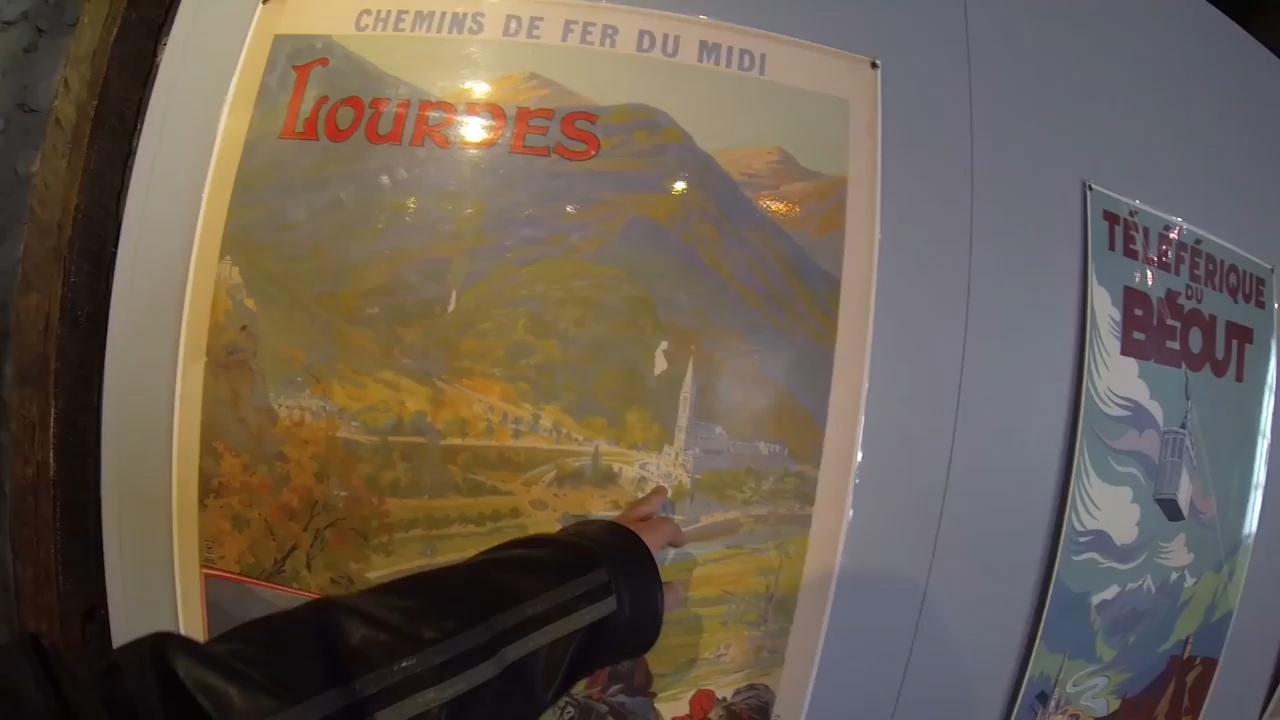 CHEMINS DE FER DU MIDI
LOURDES
TÉLÉFÉRIQUE
DU
BÉOUT